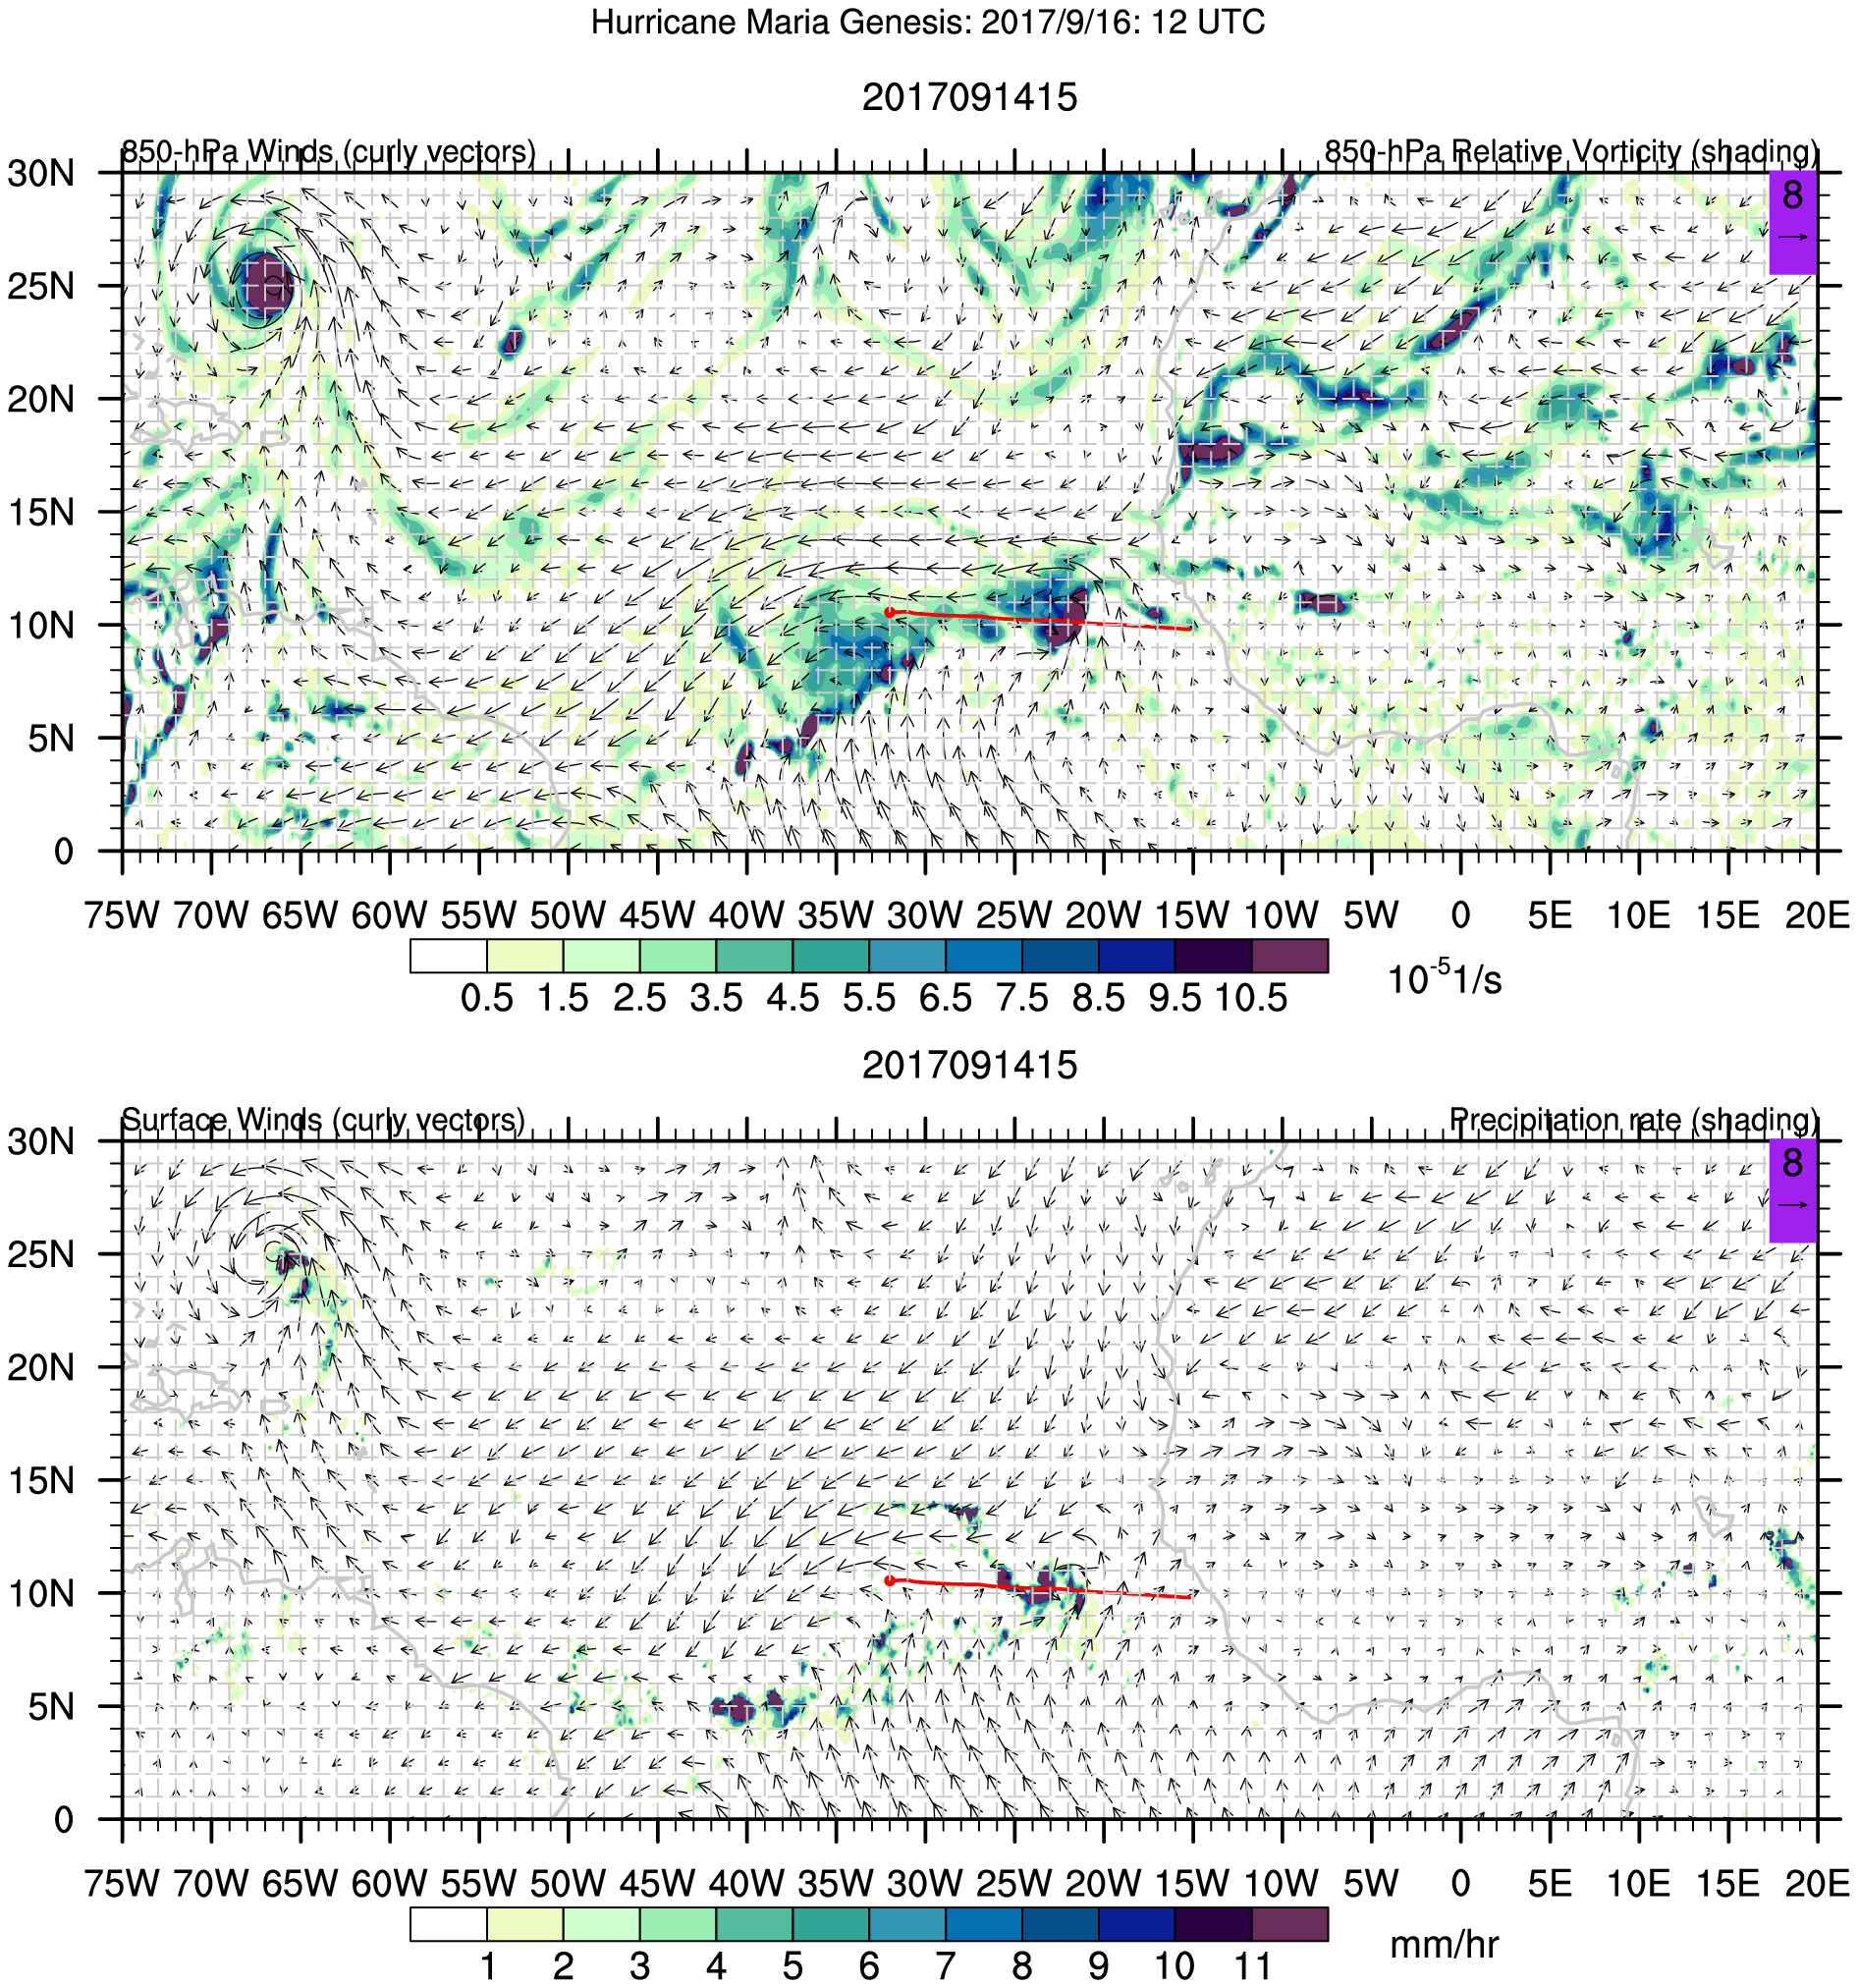 Hurricane Maria Genesis: 2017/9/16: 12 UTC
2017091415
850-hPa Winds (curly vectors) 850-hPa Relative Vorticity (shading)
8
30N
25N
20N
15N
10N
5N
0
75W 70W 65W 60W 55W 50W 45W 40W 35W 30W 25W 20W 15W 10W 5W 0 5E 10E 15E 20E
0.5 1.5 2.5 3.5 4.5 5.5 6.5 7.5 8.5 9.5 10.5
10-51/s
2017091415
Surface Winds (curly vectors) Precipitation rate (shading)
8
30N
25N
20N
15N
10N
5N
0
75W 70W 65W 60W 55W 50W 45W 40W 35W 30W 25W 20W 15W 10W 5W 0 5E 10E 15E 20E
1 2 3 4 5 6 7 8 9 10 11
mm/hr